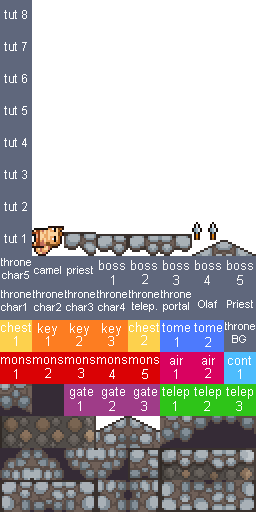 tut 8
tut 7
tut 6
tut 5
tut 4
tut 3
tut 2
tut 1
throne char5 camel priest boss 1 boss 2 boss 3 boss 4 boss 5
throne char1 throne char2 throne char3 throne char4 throne telep. throne portal Olaf Priest
chest 1 key 1 key 2 key 3 chest 2 tome 1 tome 2 throne BG
mons 1 mons 2 mons 3 mons 4 mons 5 air 1 air 2 cont 1
gate 1 gate 2 gate 3 telep 1 telep 2 telep 3